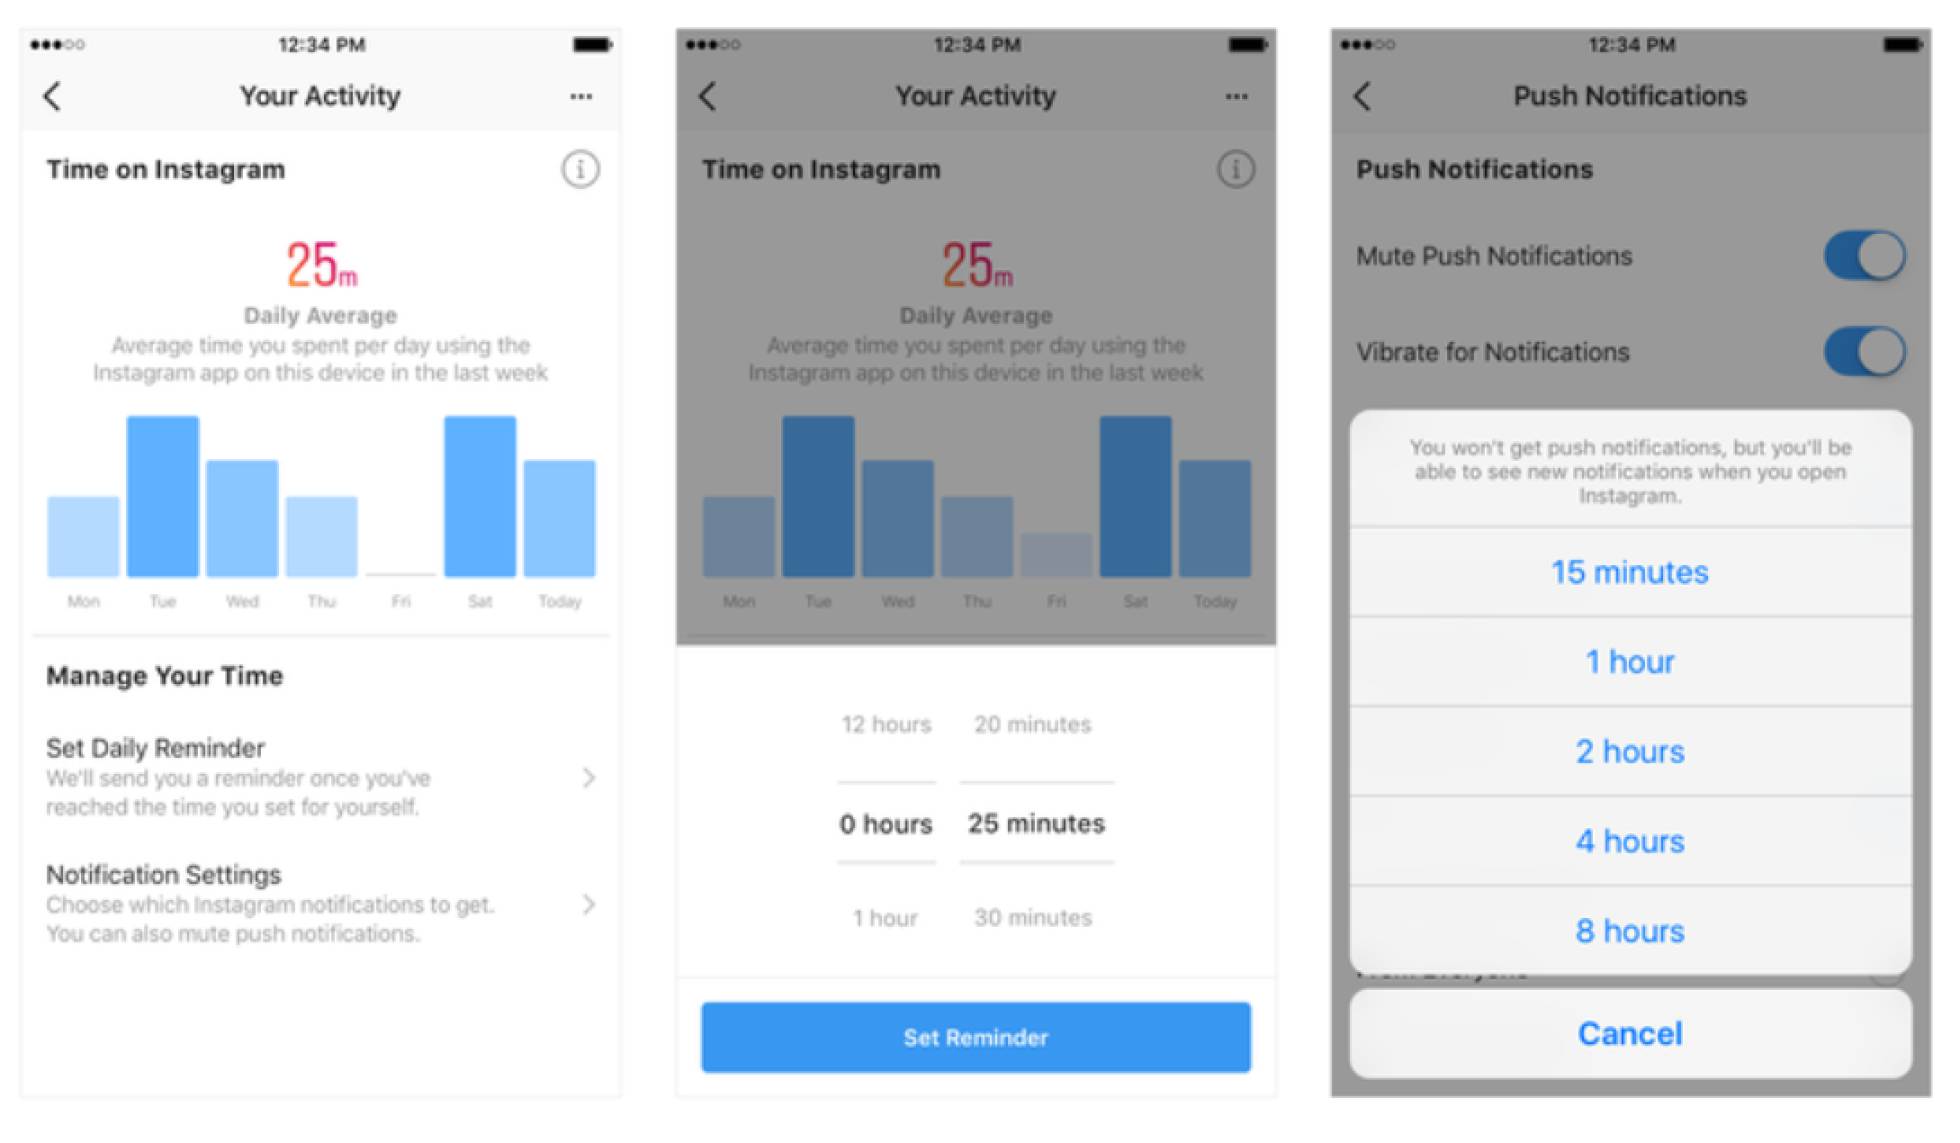 12:34 PM
Your Activity
Time on Instagram
25m
Daily Average
Average time you spent per day using the
Instagram app on this device in the last week
Mon Tue Wed Thu Fri Sat Today
Manage Your Time
Set Daily Reminder
We'll send you a reminder once you've
reached the time you set for yourself.
Notification Settings
Choose which Instagram notifications to get.
You can also mute push notifications.
12:34 PM
Your Activity
Time on Instagram
25m
Daily Average
Average time you spent per day using the
Instagram app on this device in the last week
Mon Tue Wed Thu Fri Sat Today
12 hours 20 minutes
0 hours 25 minutes
1 hour 30 minutes
Set Reminder
12:34 PM
Push Notifications
Push Notifications
Mute Push Notifications
Vibrate for Notifications
You won't get push notifications, but you'll be
able to see new notifications when you open
Instagram.
15 minutes
1 hour
2 hours
4 hours
8 hours
Cancel